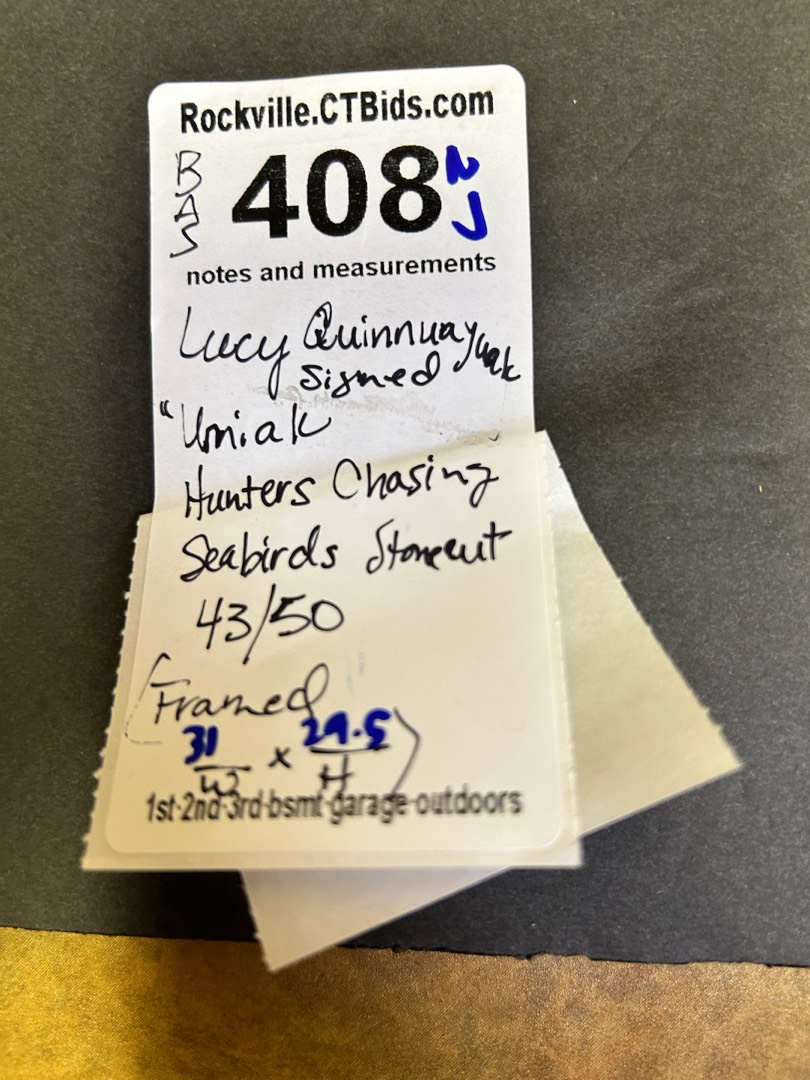 Rockville.CTBids.com
BAS
408 N J
notes and measurements
Lucy Quinnuayuak
Signed
"Umiak
Hunters Chasing
Seabirds Stonecut
43/50
(Framed
31 x 29.5)
W H
1st-2nd-3rd-bsmt-garage-outdoors